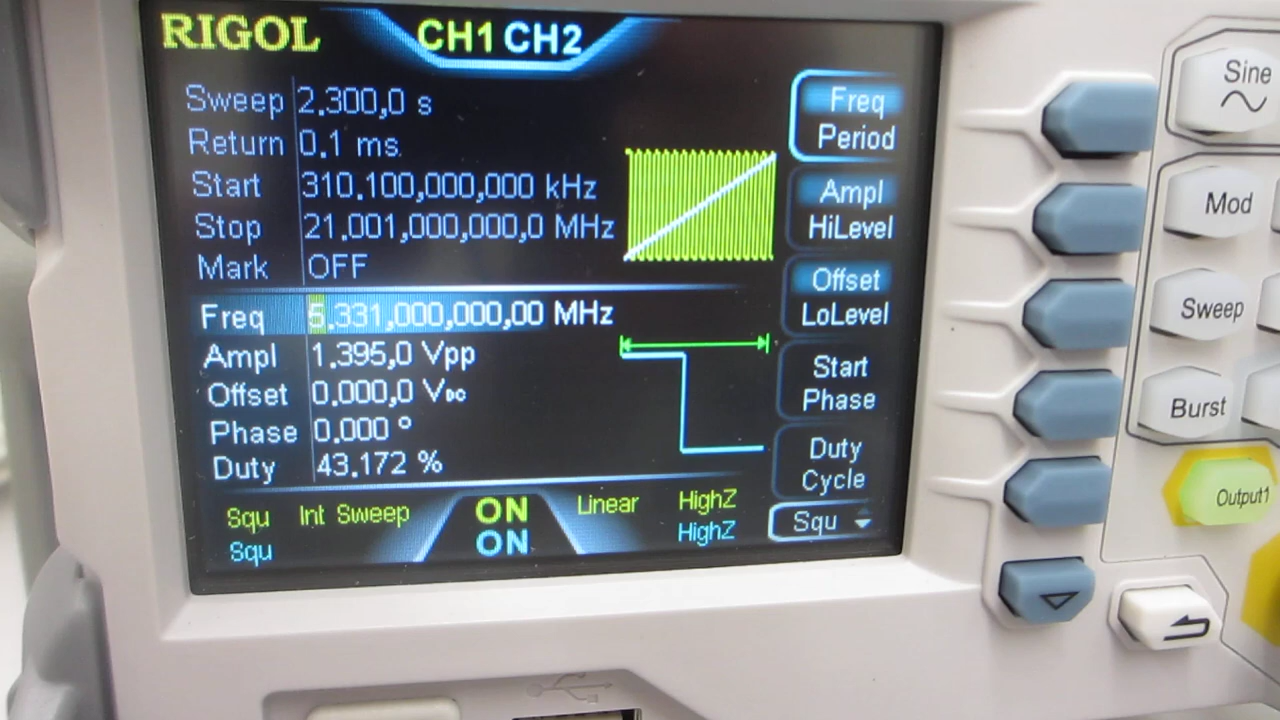 RIGOL
CH1 CH2
Sweep 2.300,0 s
Return 0.1 ms
Start 310.100,000,000 kHz
Stop 21.001,000,000,0 MHz
Mark OFF
Freq 5.331,000,000,00 MHz
Ampl 1.395,0 Vpp
Offset 0.000,0 VDC
Phase 0.000 °
Duty 43.172 %
Squ Int Sweep ON Linear HighZ
Squ ON HighZ
Freq
Period
Ampl
HiLevel
Offset
LoLevel
Start
Phase
Duty
Cycle
Squ
Sine
Mod
Sweep
Burst
Output1